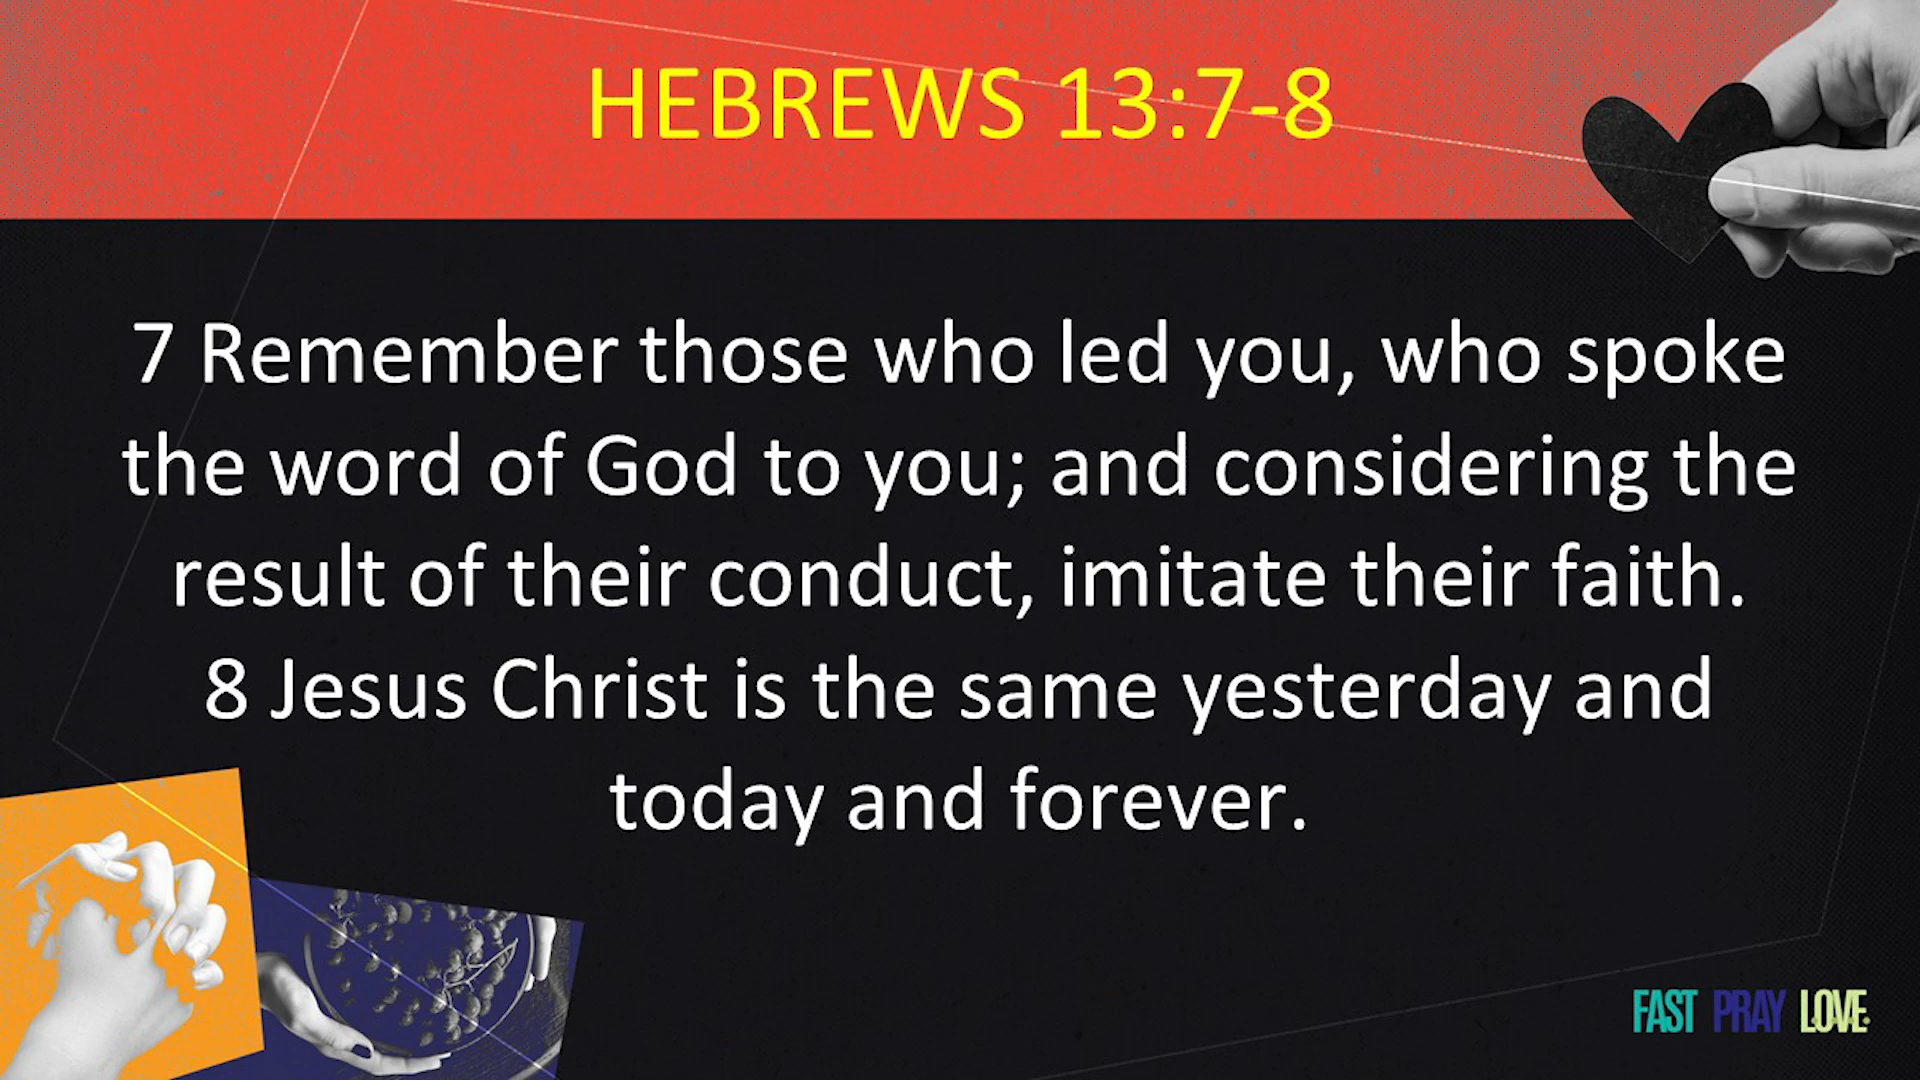 HEBREWS 13:7-8
7 Remember those who led you, who spoke
the word of God to you; and considering the
result of their conduct, imitate their faith.
8 Jesus Christ is the same yesterday and
today and forever.
FAST PRAY LOVE